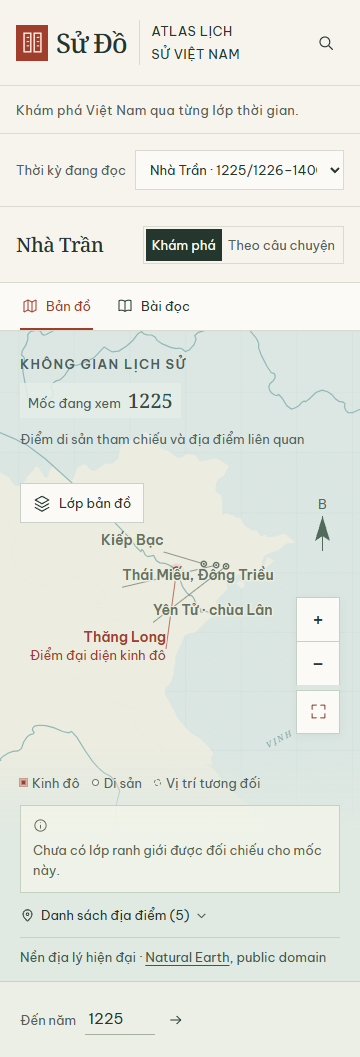 Sử Đồ
ATLAS LỊCH
SỬ VIỆT NAM
Khám phá Việt Nam qua từng lớp thời gian.
Thời kỳ đang đọc
Nhà Trần · 1225/1226–140
Nhà Trần
Khám phá
Theo câu chuyện
Bản đồ
Bài đọc
KHÔNG GIAN LỊCH SỬ
Mốc đang xem 1225
Điểm di sản tham chiếu và địa điểm liên quan
Lớp bản đồ
B
Kiếp Bạc
Thái Miếu, Đông Triều
Yên Tử · chùa Lân
Thăng Long
Điểm đại diện kinh đô
+
−
VỊNH
Kinh đô
Di sản
Vị trí tương đối
Chưa có lớp ranh giới được đối chiếu cho mốc
này.
Danh sách địa điểm (5)
Nền địa lý hiện đại · Natural Earth, public domain
Đến năm 1225 →